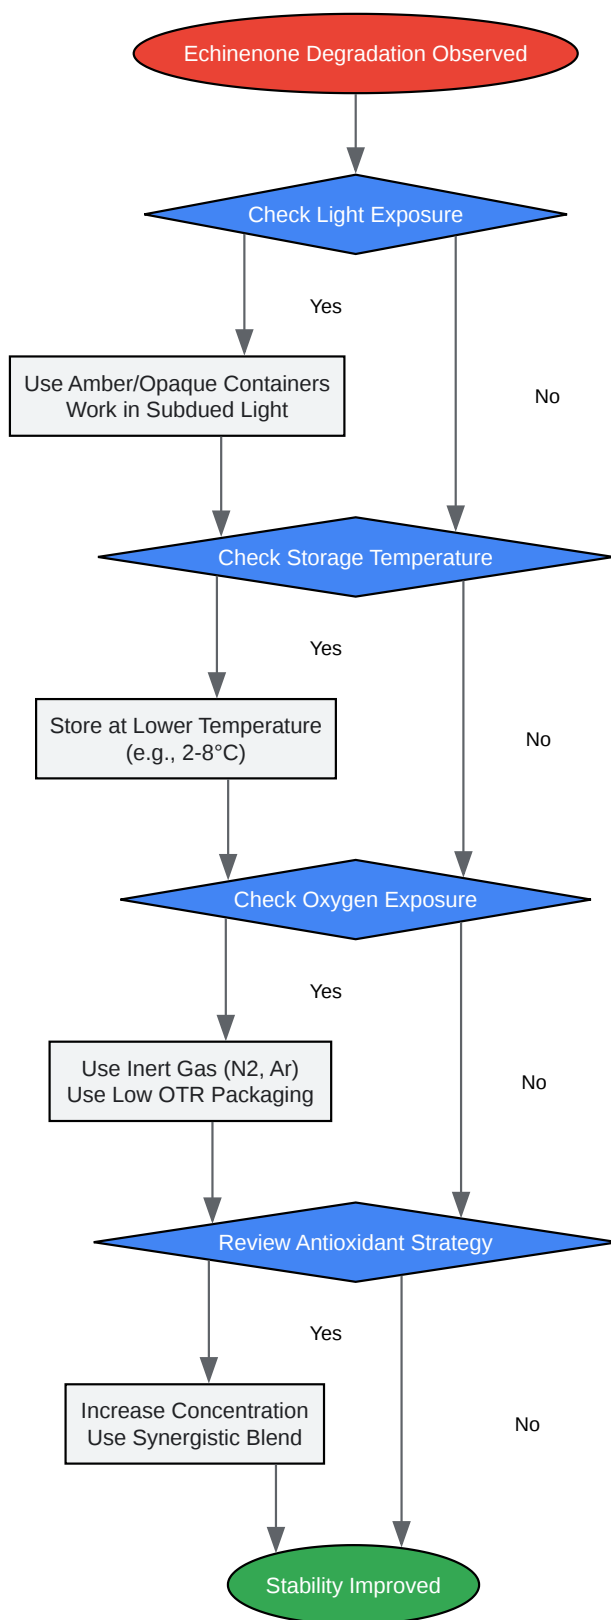 Echinenone Degradation Observed
Check Light Exposure
Yes
Use Amber/Opaque Containers
Work in Subdued Light
No
Check Storage Temperature
Yes
Store at Lower Temperature
(e.g., 2-8°C)
No
Check Oxygen Exposure
Yes
Use Inert Gas (N2, Ar)
Use Low OTR Packaging
No
Review Antioxidant Strategy
Yes
Increase Concentration
Use Synergistic Blend
No
Stability Improved